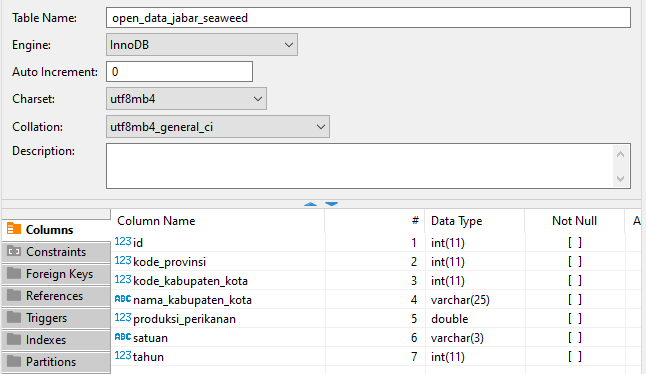 Table Name: open_data_jabar_seaweed
Engine: InnoDB
Auto Increment: 0
Charset: utf8mb4
Collation: utf8mb4_general_ci
Description:
Columns
Constraints
Foreign Keys
References
Triggers
Indexes
Partitions
Column Name # Data Type Not Null A
123 id 1 int(11) [ ]
123 kode_provinsi 2 int(11) [ ]
123 kode_kabupaten_kota 3 int(11) [ ]
ABC nama_kabupaten_kota 4 varchar(25) [ ]
123 produksi_perikanan 5 double [ ]
ABC satuan 6 varchar(3) [ ]
123 tahun 7 int(11) [ ]